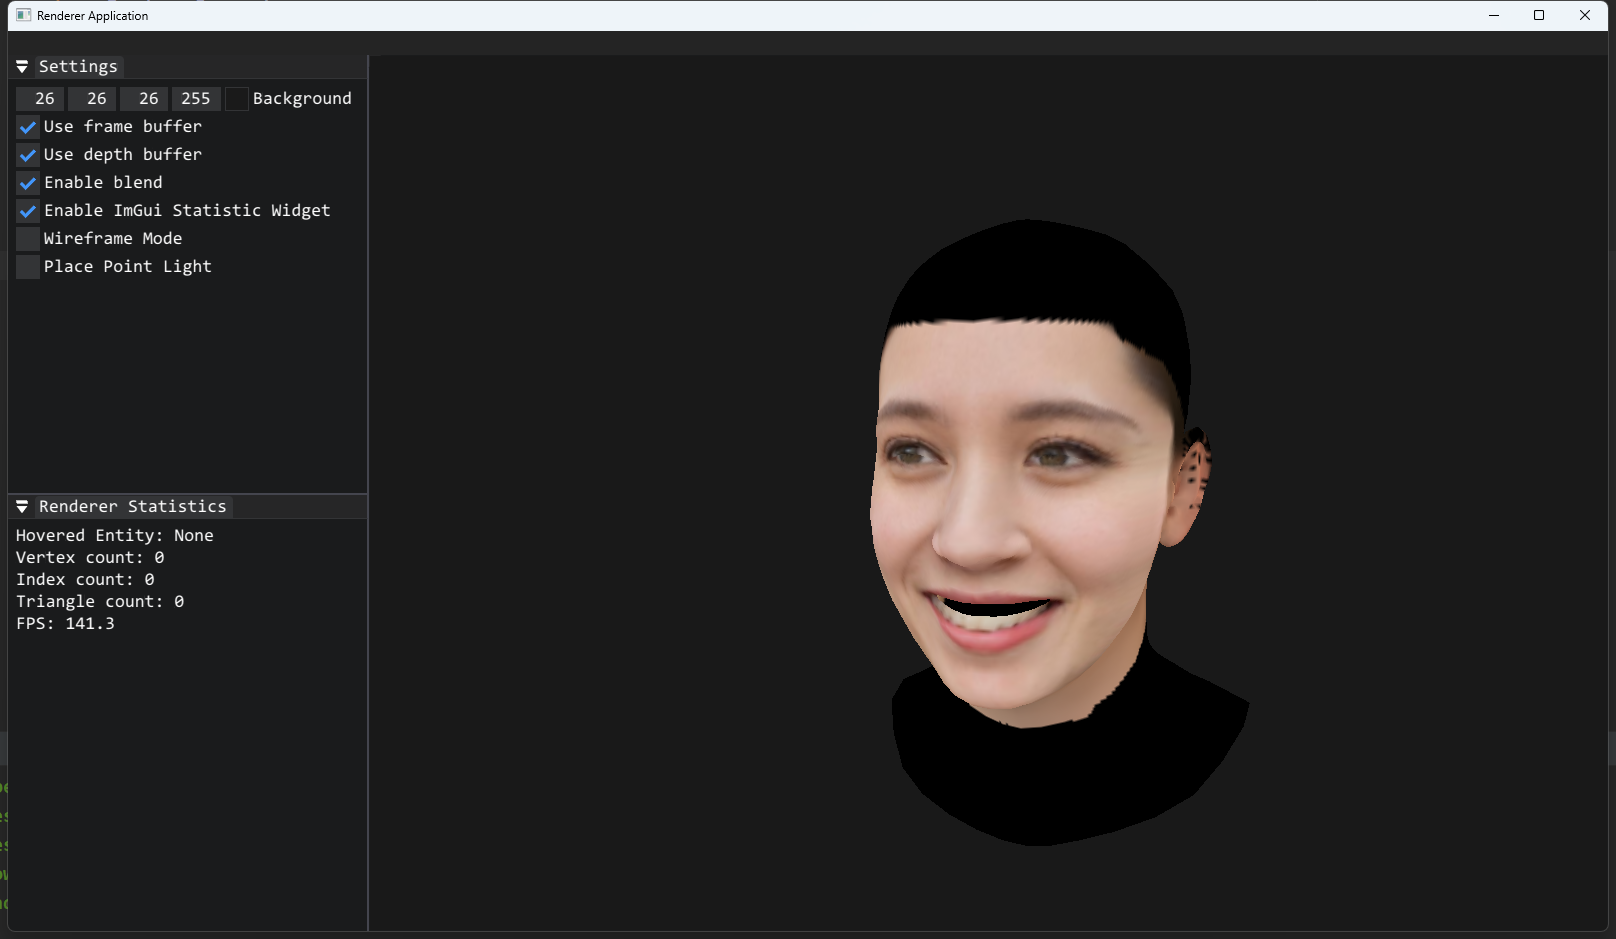 Renderer Application
Settings
26 26 26 255 Background
Use frame buffer
Use depth buffer
Enable blend
Enable ImGui Statistic Widget
Wireframe Mode
Place Point Light
Renderer Statistics
Hovered Entity: None
Vertex count: 0
Index count: 0
Triangle count: 0
FPS: 141.3